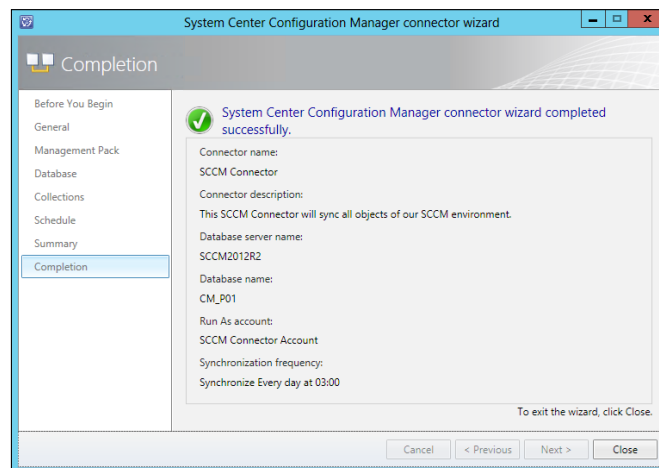 System Center Configuration Manager connector wizard
Completion
Before You Begin
General
Management Pack
Database
Collections
Schedule
Summary
Completion
System Center Configuration Manager connector wizard completed
successfully.
Connector name:
SCCM Connector
Connector description:
This SCCM Connector will sync all objects of our SCCM environment.
Database server name:
SCCM2012R2
Database name:
CM_P01
Run As account:
SCCM Connector Account
Synchronization frequency:
Synchronize Every day at 03:00
To exit the wizard, click Close.
Cancel
< Previous
Next >
Close